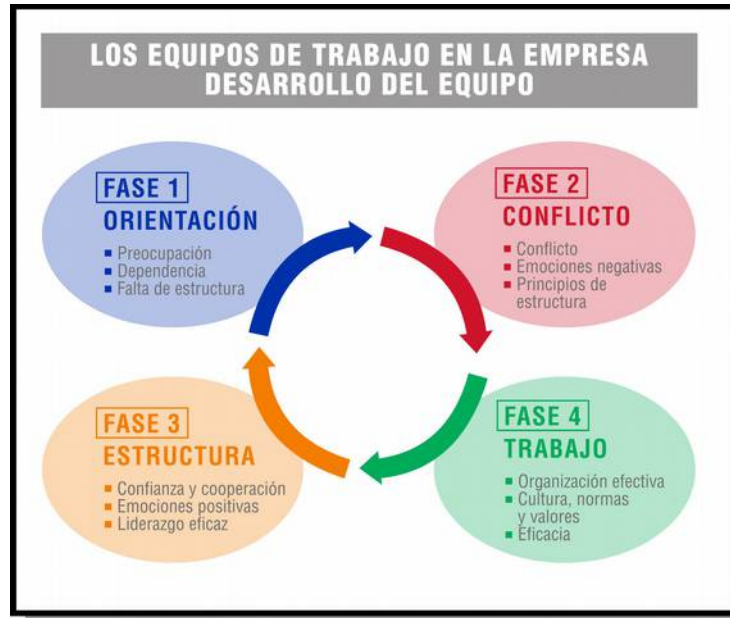 LOS EQUIPOS DE TRABAJO EN LA EMPRESA
DESARROLLO DEL EQUIPO
FASE 1
ORIENTACIÓN
▪ Preocupación
▪ Dependencia
▪ Falta de estructura
FASE 2
CONFLICTO
▪ Conflicto
▪ Emociones negativas
▪ Principios de
estructura
FASE 3
ESTRUCTURA
▪ Confianza y cooperación
▪ Emociones positivas
▪ Liderazgo eficaz
FASE 4
TRABAJO
▪ Organización efectiva
▪ Cultura, normas
y valores
▪ Eficacia